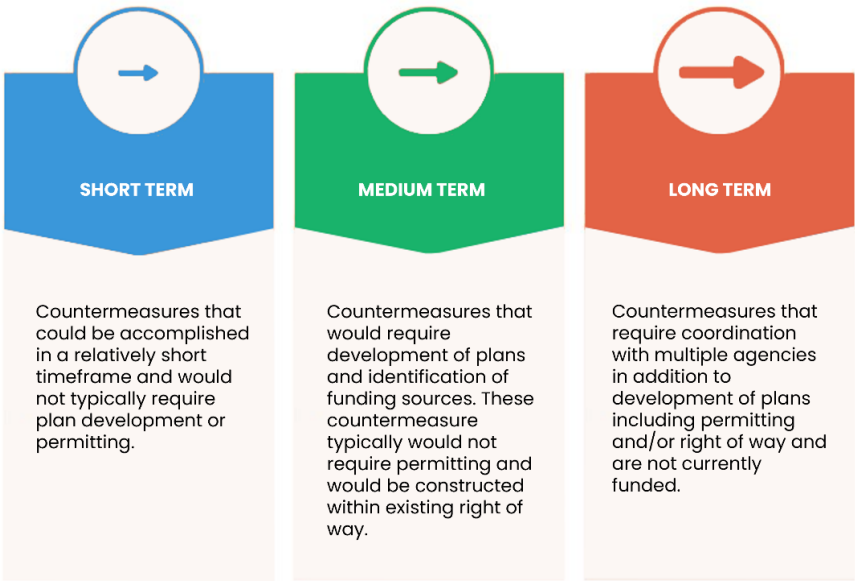 SHORT TERM
Countermeasures that
could be accomplished
in a relatively short
timeframe and would
not typically require
plan development or
permitting.
MEDIUM TERM
Countermeasures that
would require
development of plans
and identification of
funding sources. These
countermeasure
typically would not
require permitting and
would be constructed
within existing right of
way.
LONG TERM
Countermeasures that
require coordination
with multiple agencies
in addition to
development of plans
including permitting
and/or right of way and
are not currently
funded.